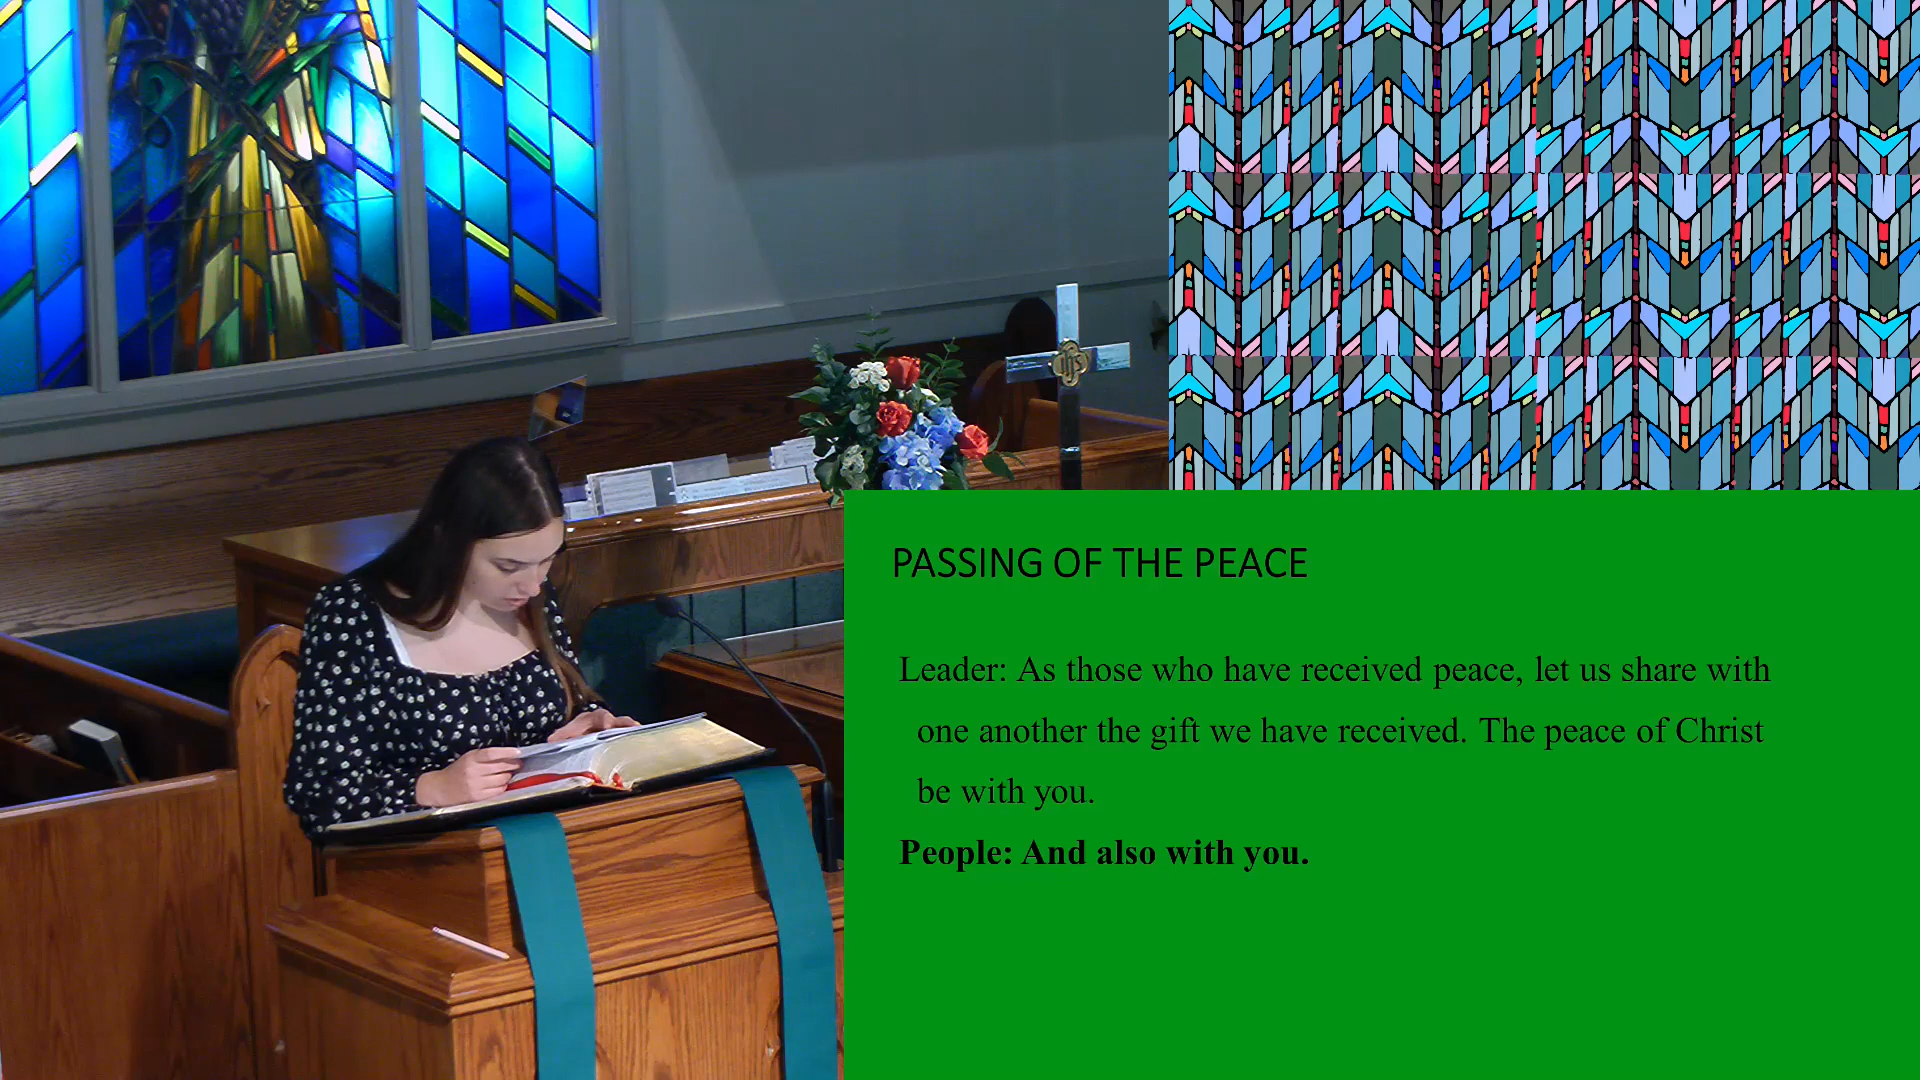 IHS
PASSING OF THE PEACE
Leader: As those who have received peace, let us share with
one another the gift we have received. The peace of Christ
be with you.
People: And also with you.